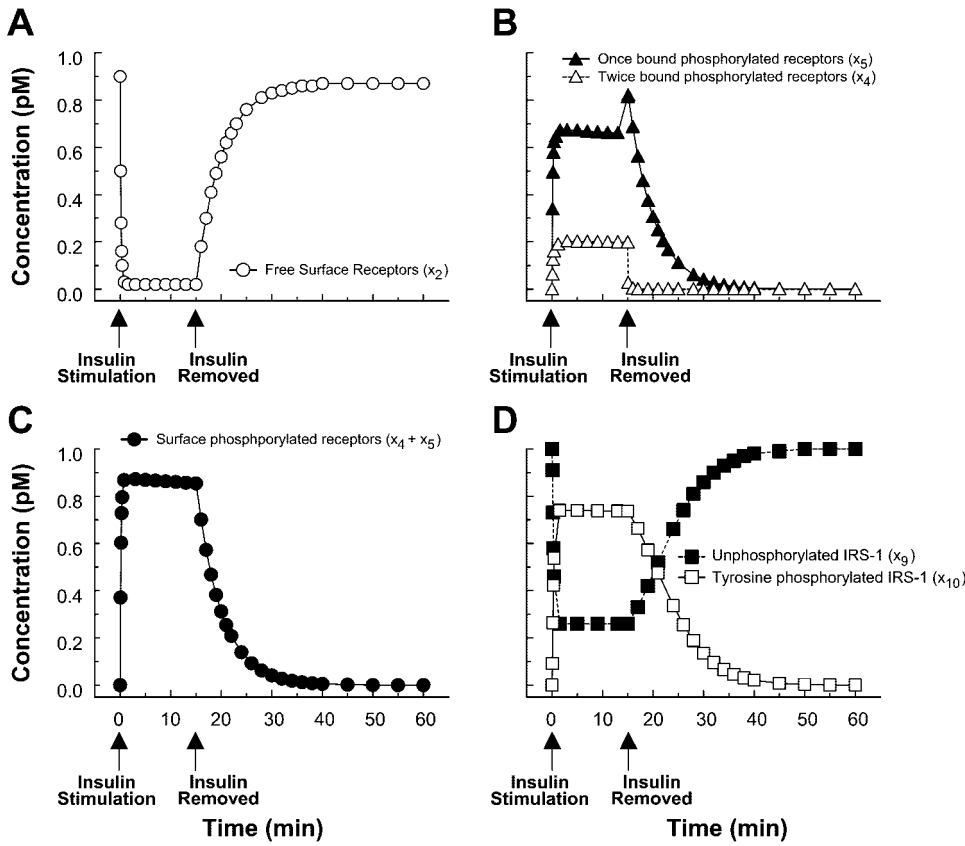 A
Concentration (pM)
1.0
0.8
0.6
0.4
0.2
0.0
Free Surface Receptors (x2)
Insulin
Stimulation
Insulin
Removed
B
Once bound phosphorylated receptors (x5)
Twice bound phosphorylated receptors (x4)
Insulin
Stimulation
Insulin
Removed
C
Concentration (pM)
1.0
0.8
0.6
0.4
0.2
0.0
Surface phosphporylated receptors (x4 + x5)
0 10 20 30 40 50 60
Insulin
Stimulation
Insulin
Removed
Time (min)
D
Unphosphorylated IRS-1 (x9)
Tyrosine phosphorylated IRS-1 (x10)
0 10 20 30 40 50 60
Insulin
Stimulation
Insulin
Removed
Time (min)